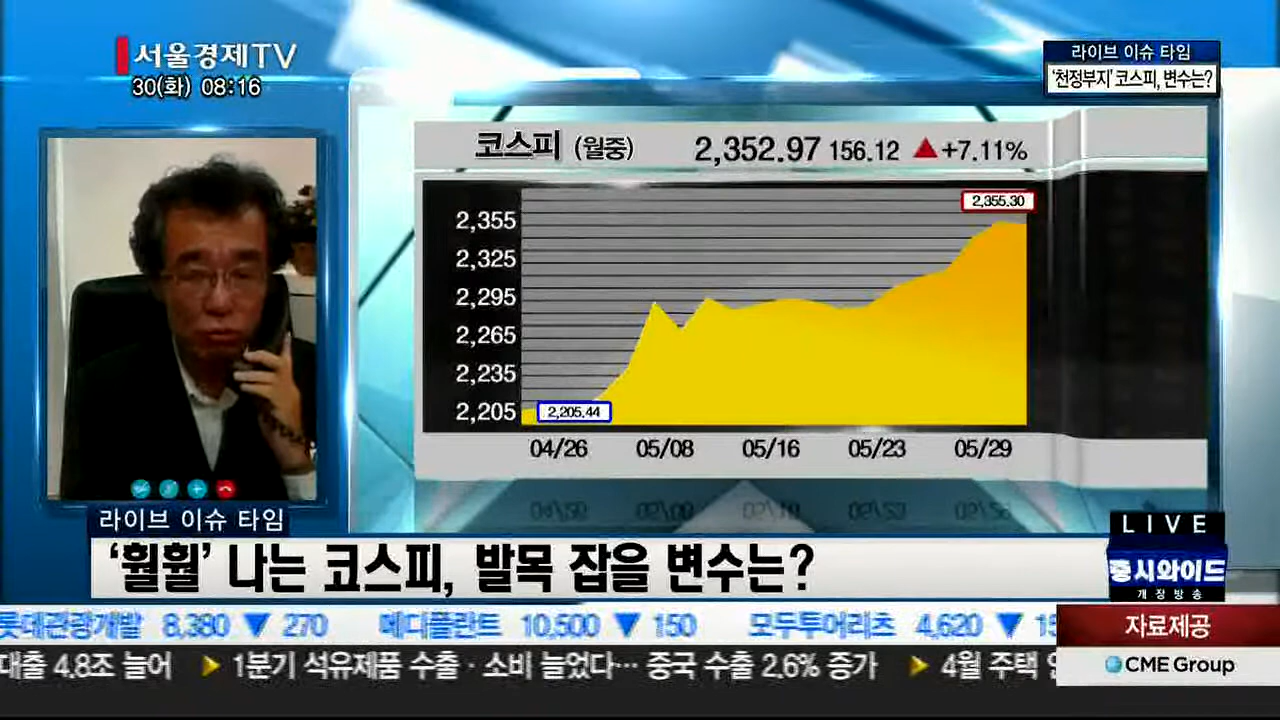 서울경제TV
30(화) 08:16
라이브 이슈 타임
‘천정부지’ 코스피, 변수는?
코스피 (월중) 2,352.97 156.12 ▲+7.11%
2,355.30
2,355
2,325
2,295
2,265
2,235
2,205
2,205.44
04/26 05/08 05/16 05/23 05/29
라이브 이슈 타임
‘훨훨’ 나는 코스피, 발목 잡을 변수는?
LIVE
증시와이드
개장방송
롯데관광개발 8,380 ▼ 270 메디플란트 10,500 ▼ 150 모두투어리츠 4,620 ▼ 15
자료제공
대출 4.8조 늘어 ▶ 1분기 석유제품 수출·소비 늘었다… 중국 수출 2.6% 증가 ▶ 4월 주택
CME Group